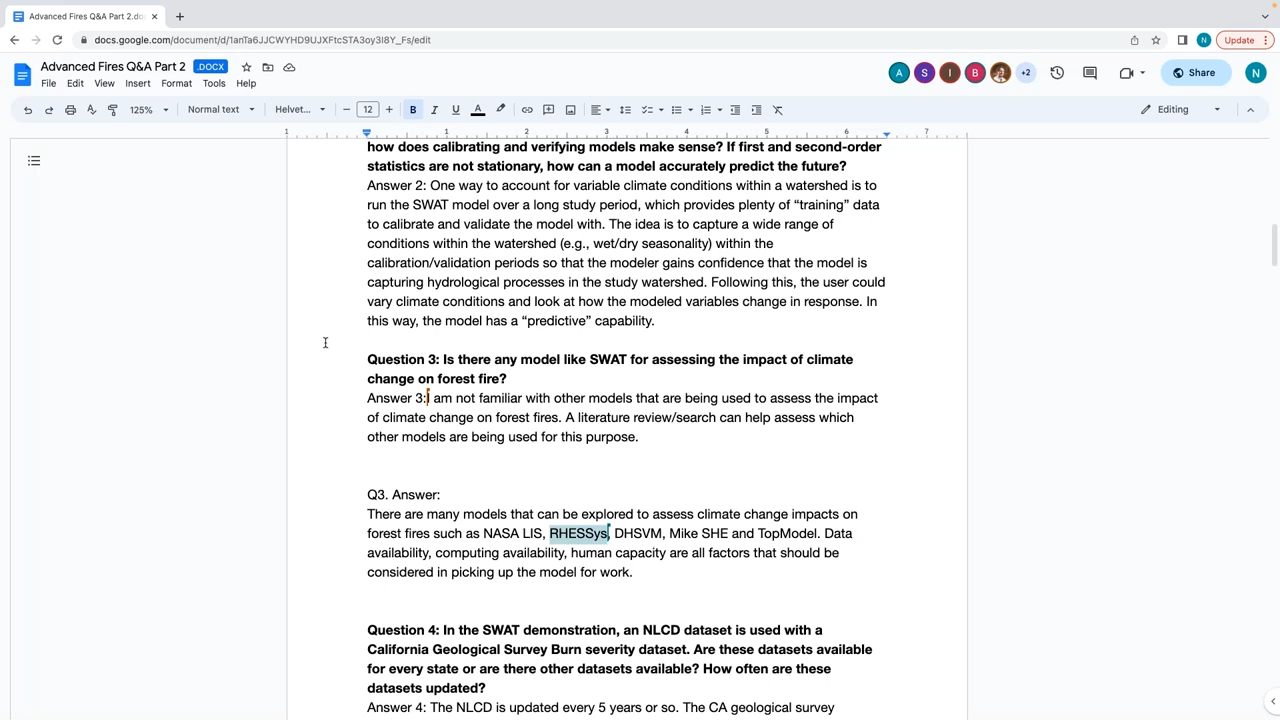 Advanced Fires Q&A Part 2.do
docs.google.com/document/d/1anTa6JJCWYHD9UJXFtcSTA3oy3I8Y_Fs/edit
N
Update
Advanced Fires Q&A Part 2 .DOCX
A S I B +2
Share
N
File Edit View Insert Format Tools Help
125% Normal text Helvet... − 12 + B I U A Editing
1 1 2 3 4 5 6 7
how does calibrating and verifying models make sense? If first and second-order
statistics are not stationary, how can a model accurately predict the future?
Answer 2: One way to account for variable climate conditions within a watershed is to
run the SWAT model over a long study period, which provides plenty of “training” data
to calibrate and validate the model with. The idea is to capture a wide range of
conditions within the watershed (e.g., wet/dry seasonality) within the
calibration/validation periods so that the modeler gains confidence that the model is
capturing hydrological processes in the study watershed. Following this, the user could
vary climate conditions and look at how the modeled variables change in response. In
this way, the model has a “predictive” capability.
Question 3: Is there any model like SWAT for assessing the impact of climate
change on forest fire?
Answer 3: I am not familiar with other models that are being used to assess the impact
of climate change on forest fires. A literature review/search can help assess which
other models are being used for this purpose.
Q3. Answer:
There are many models that can be explored to assess climate change impacts on
forest fires such as NASA LIS, RHESSys, DHSVM, Mike SHE and TopModel. Data
availability, computing availability, human capacity are all factors that should be
considered in picking up the model for work.
Question 4: In the SWAT demonstration, an NLCD dataset is used with a
California Geological Survey Burn severity dataset. Are these datasets available
for every state or are there other datasets available? How often are these
datasets updated?
Answer 4: The NLCD is updated every 5 years or so. The CA geological survey